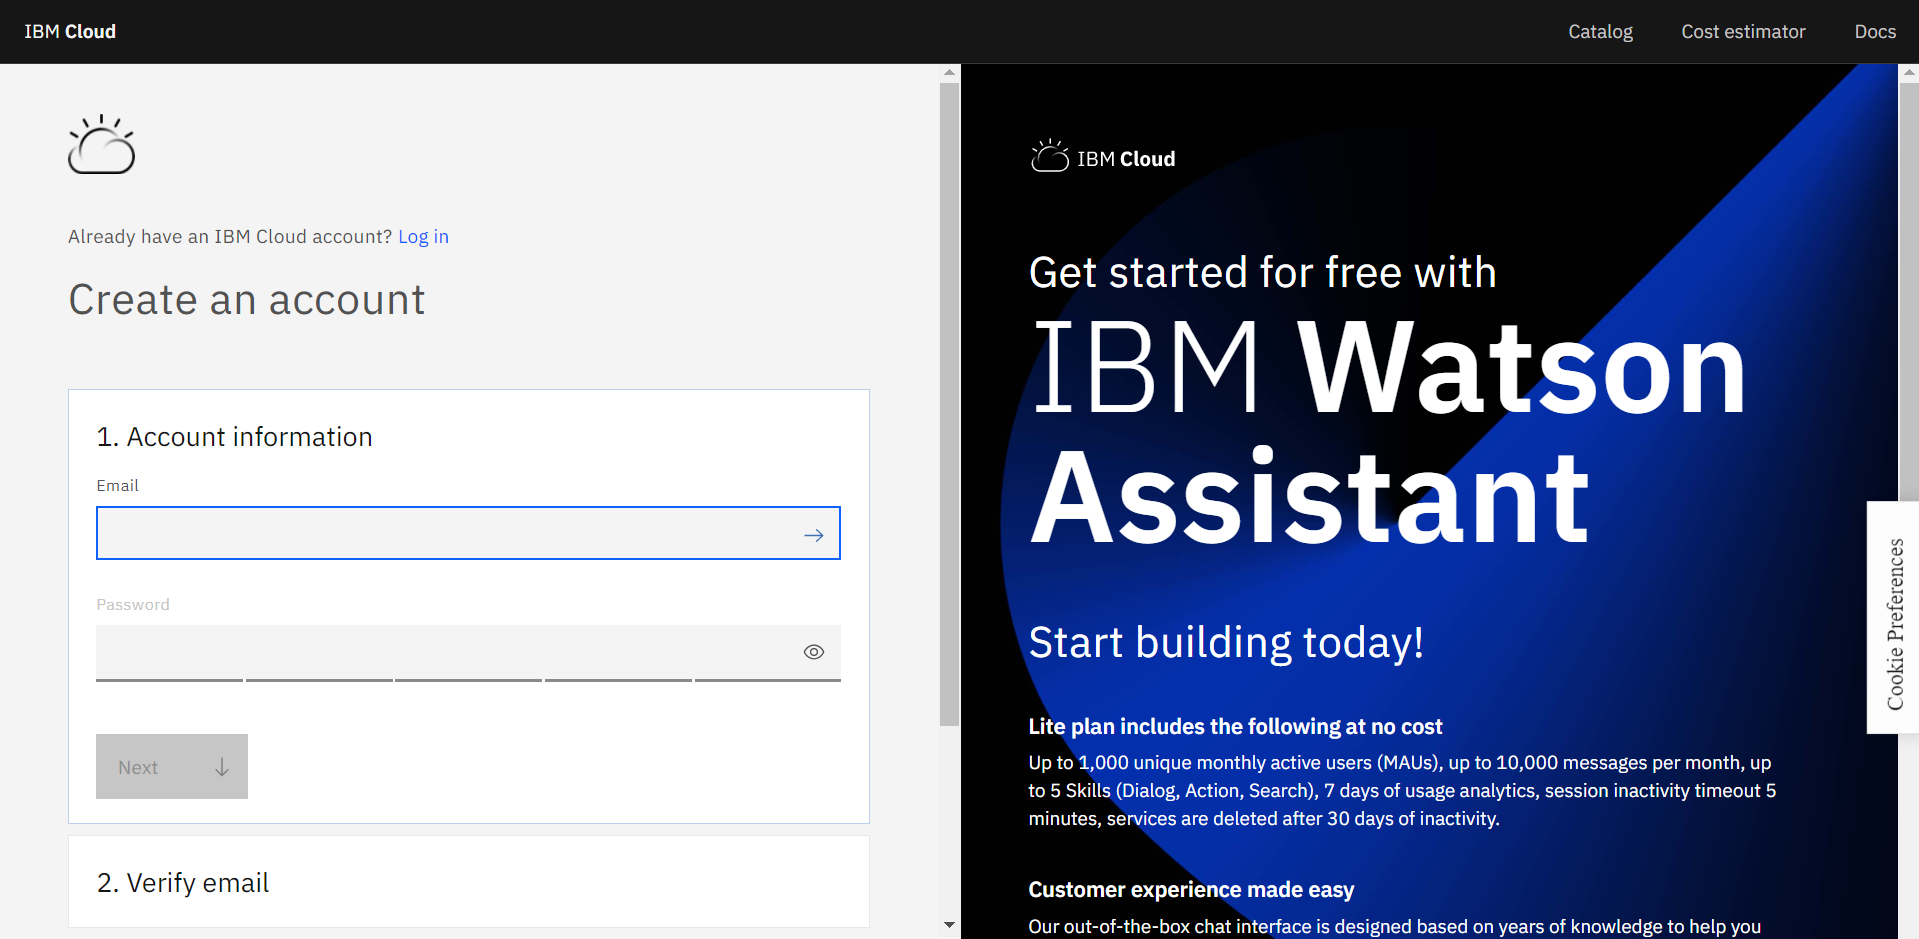 IBM Cloud
Catalog
Cost estimator
Docs
Already have an IBM Cloud account? Log in
Create an account
1. Account information
Email
Password
Next
2. Verify email
IBM Cloud
Get started for free with
IBM Watson
Assistant
Start building today!
Lite plan includes the following at no cost
Up to 1,000 unique monthly active users (MAUs), up to 10,000 messages per month, up
to 5 Skills (Dialog, Action, Search), 7 days of usage analytics, session inactivity timeout 5
minutes, services are deleted after 30 days of inactivity.
Customer experience made easy
Our out-of-the-box chat interface is designed based on years of knowledge to help you
Cookie Preferences